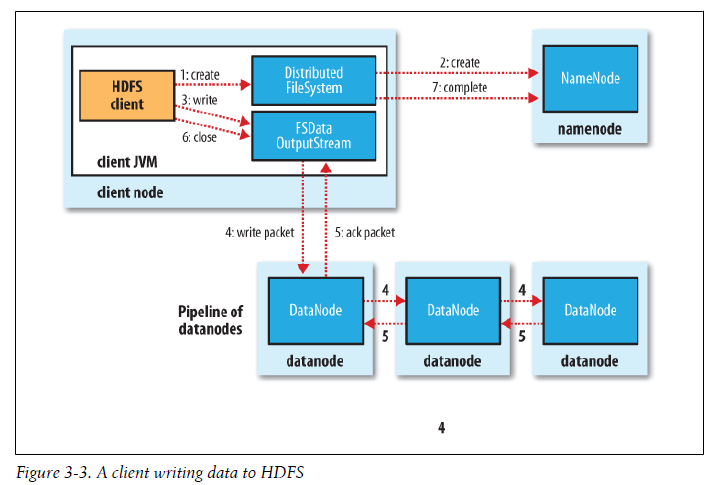 HDFS
client
1: create
3: write
6: close
Distributed
FileSystem
FSData
OutputStream
client JVM
client node
2: create
7: complete
NameNode
namenode
4: write packet
5: ack packet
Pipeline of
datanodes
DataNode
datanode
4
5
DataNode
datanode
4
5
DataNode
datanode
4
Figure 3-3. A client writing data to HDFS